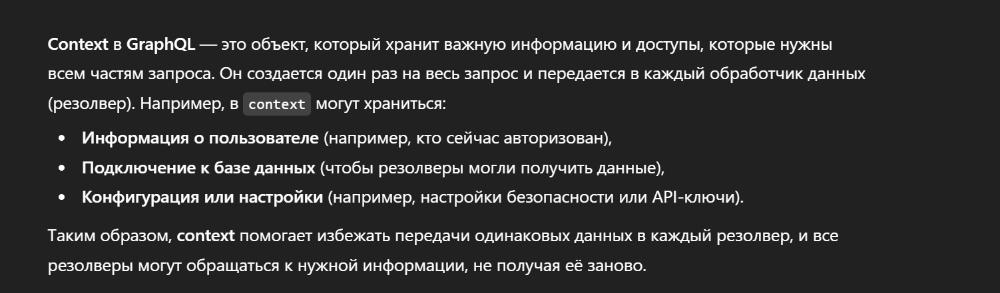 Context в GraphQL — это объект, который хранит важную информацию и доступы, которые нужны
всем частям запроса. Он создается один раз на весь запрос и передается в каждый обработчик данных
(резолвер). Например, в context могут храниться:
• Информация о пользователе (например, кто сейчас авторизован),
• Подключение к базе данных (чтобы резолверы могли получить данные),
• Конфигурация или настройки (например, настройки безопасности или API-ключи).
Таким образом, context помогает избежать передачи одинаковых данных в каждый резолвер, и все
резолверы могут обращаться к нужной информации, не получая её заново.